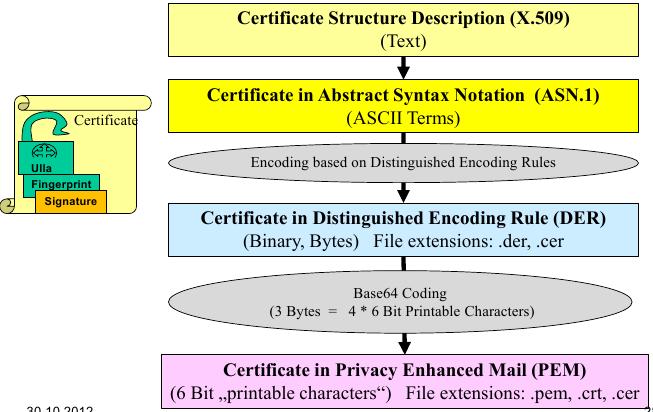 Certificate Structure Description (X.509)
(Text)
Certificate in Abstract Syntax Notation (ASN.1)
(ASCII Terms)
Certificate
Ulla
Fingerprint
Signature
Encoding based on Distinguished Encoding Rules
Certificate in Distinguished Encoding Rule (DER)
(Binary, Bytes) File extensions: .der, .cer
Base64 Coding
(3 Bytes = 4 * 6 Bit Printable Characters)
Certificate in Privacy Enhanced Mail (PEM)
(6 Bit „printable characters“) File extensions: .pem, .crt, .cer
30.10.2012